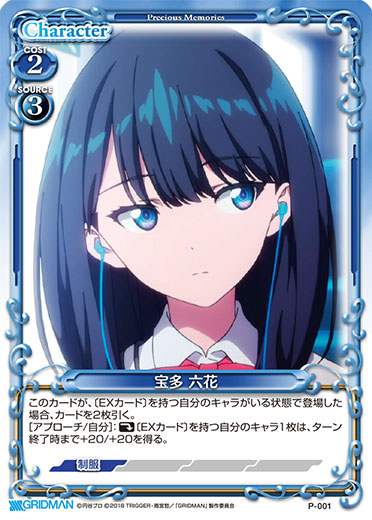 Precious Memories
Character
COST
2
SOURCE
3
宝多 六花
このカードが、[EXカード]を持つ自分のキャラがいる状態で登場した
場合、カードを2枚引く。
[アプローチ/自分]:[EXカード]を持つ自分のキャラ1枚は、ターン
終了時まで+20/+20を得る。
制服
GRIDMAN
©円谷プロ ©2018 TRIGGER・雨宮哲/「GRIDMAN」製作委員会
P-001